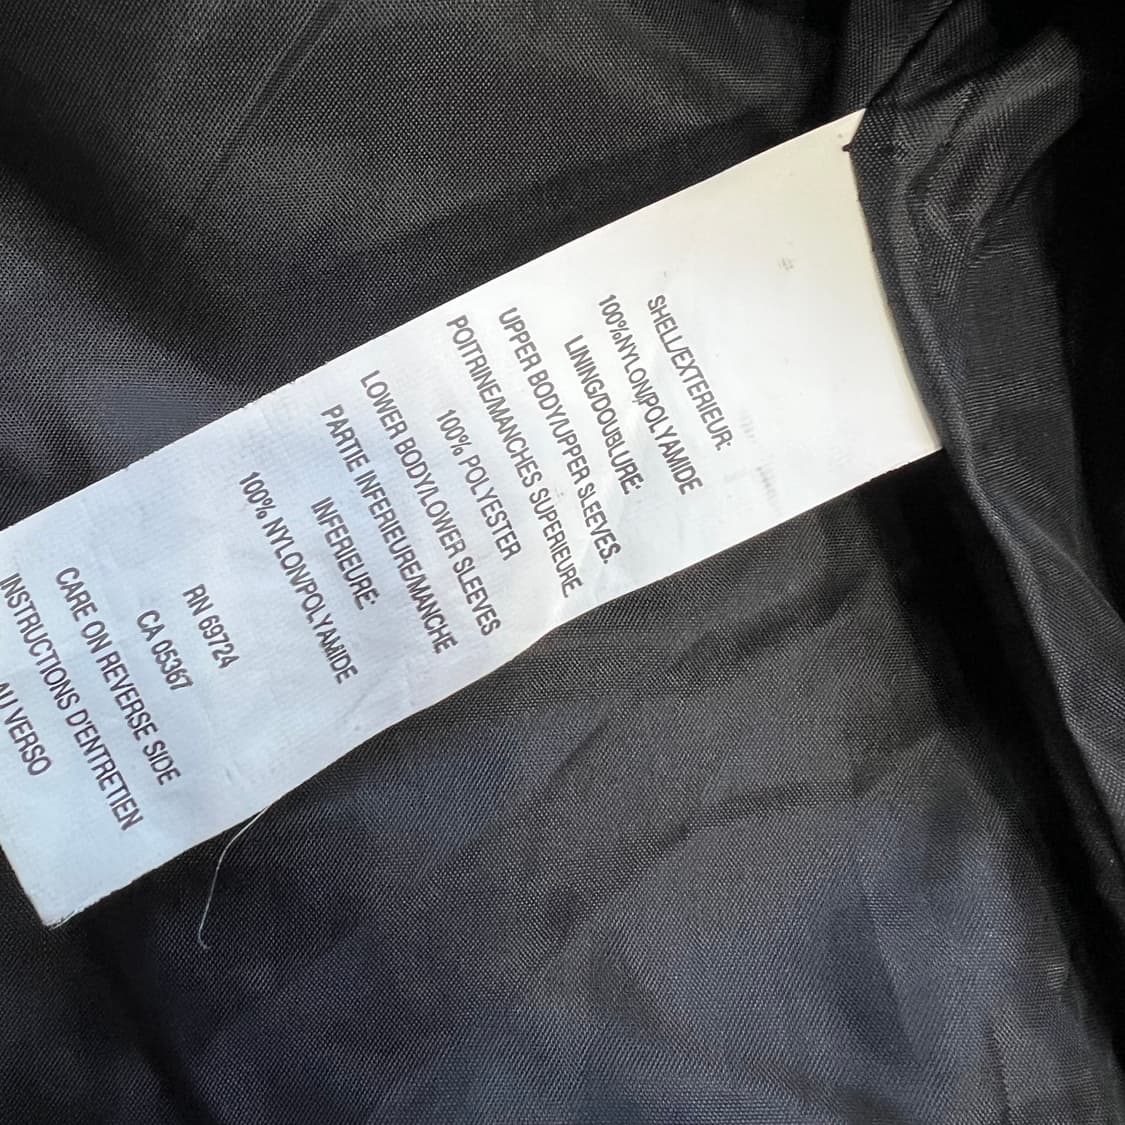 SHELL/EXTERIEUR:
100%NYLON/POLYAMIDE
LINING/DOUBLURE:
UPPER BODY/UPPER SLEEVES.
POITRINE/MANCHES SUPERIEURE.
100% POLYESTER
LOWER BODY/LOWER SLEEVES
PARTIE INFERIEURE/MANCHE
INFERIEURE:
100% NYLON/POLYAMIDE
RN 69724
CA 05367
CARE ON REVERSE SIDE
INSTRUCTIONS D'ENTRETIEN
AU VERSO